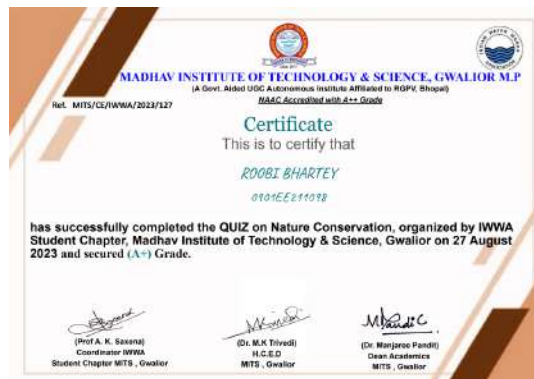 MADHAV INSTITUTE OF TECHNOLOGY & SCIENCE, GWALIOR M.P
(A Govt. Aided UGC Autonomous Institute Affiliated to RGPV, Bhopal)
NAAC Accredited with A++ Grade
Ref. MITS/CE/IWWA/2023/127
Certificate
This is to certify that
ROOBI BHARTEY
0901EE211098
has successfully completed the QUIZ on Nature Conservation, organized by IWWA
Student Chapter, Madhav Institute of Technology & Science, Gwalior on 27 August
2023 and secured (A+) Grade.
(Prof A. K. Saxena)
Coordinator IWWA
Student Chapter MITS , Gwalior
(Dr. M.K Trivedi)
H.C.E.D
MITS , Gwalior
(Dr. Manjaree Pandit)
Dean Academics
MITS , Gwalior